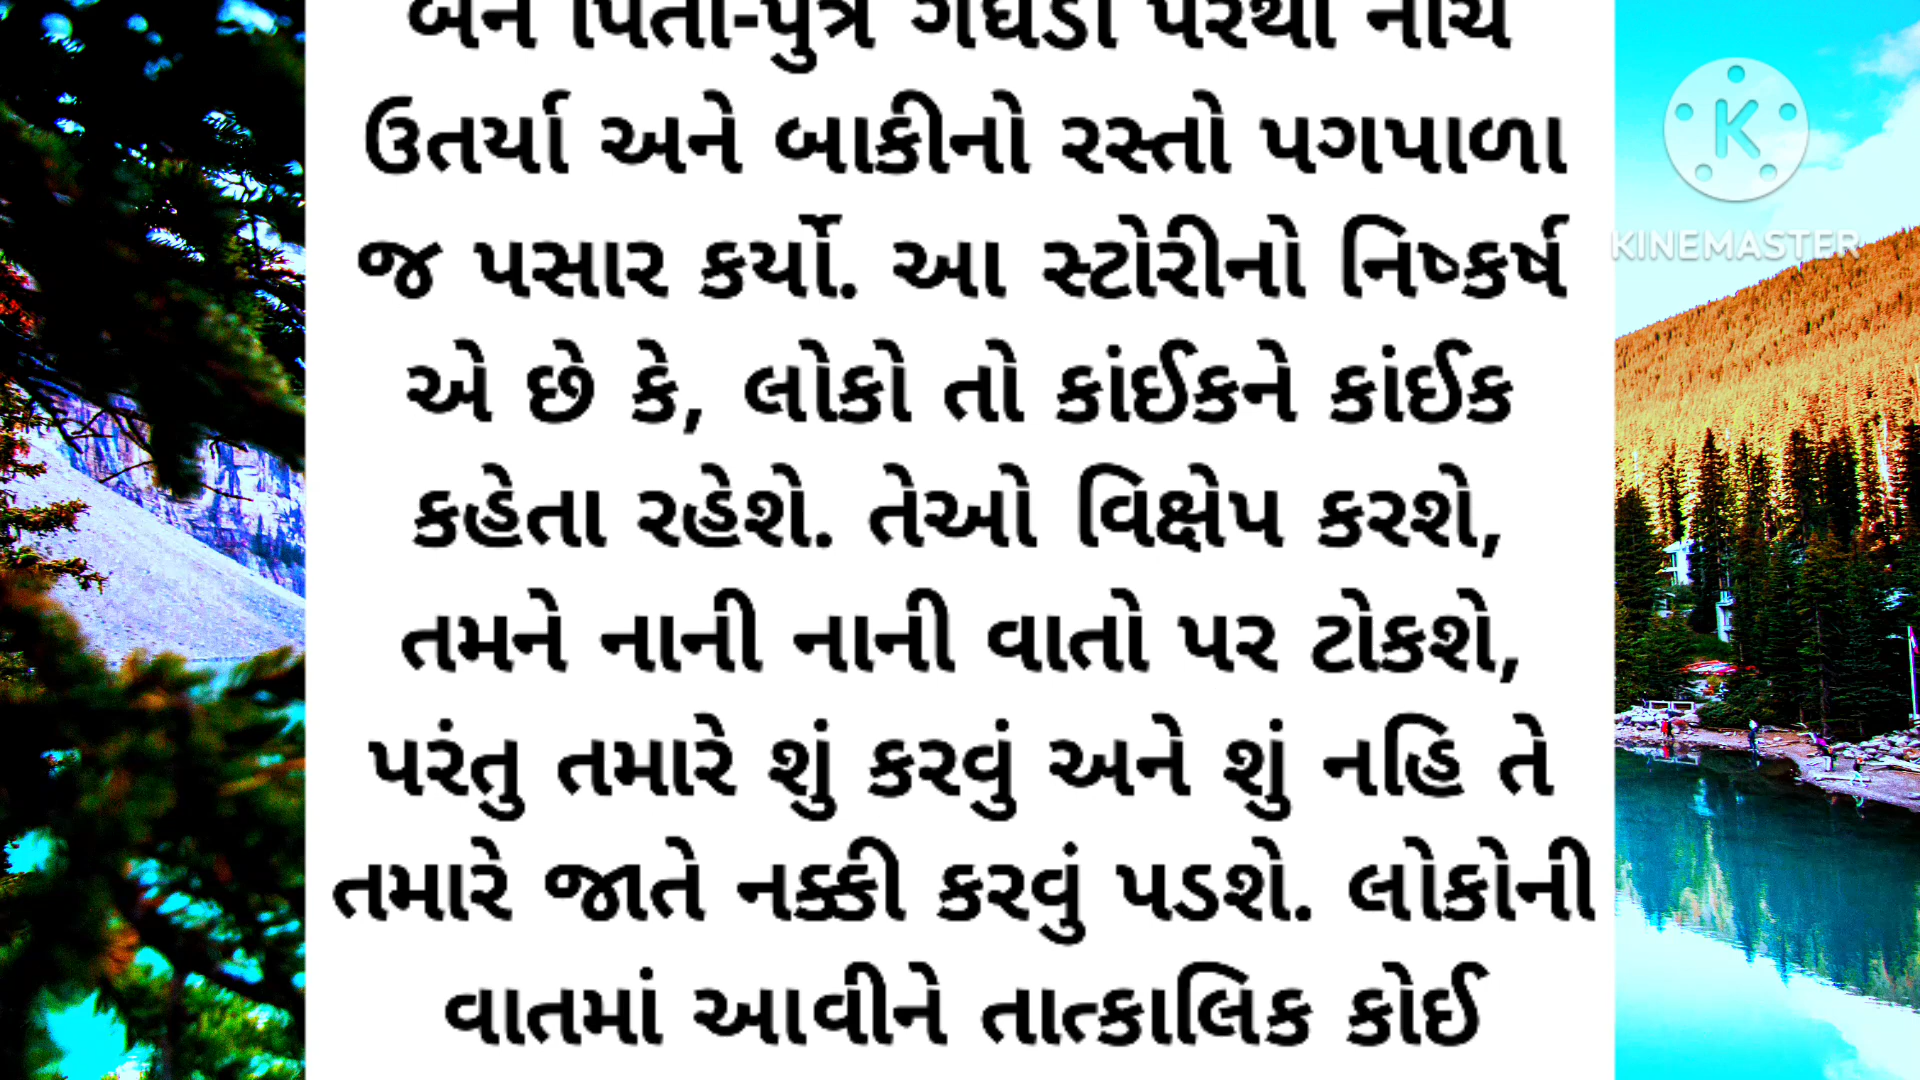 બંને પિતા-પુત્ર ગધેડા પરથી નીચે
ઉતર્યા અને બાકીનો રસ્તો પગપાળા
જ પસાર કર્યો. આ સ્ટોરીનો નિષ્કર્ષ
એ છે કે, લોકો તો કાંઈકને કાંઈક
કહેતા રહેશે. તેઓ વિક્ષેપ કરશે,
તમને નાની નાની વાતો પર ટોકશે,
પરંતુ તમારે શું કરવું અને શું નહિ તે
તમારે જાતે નક્કી કરવું પડશે. લોકોની
વાતમાં આવીને તાત્કાલિક કોઈ
K
KINEMASTER